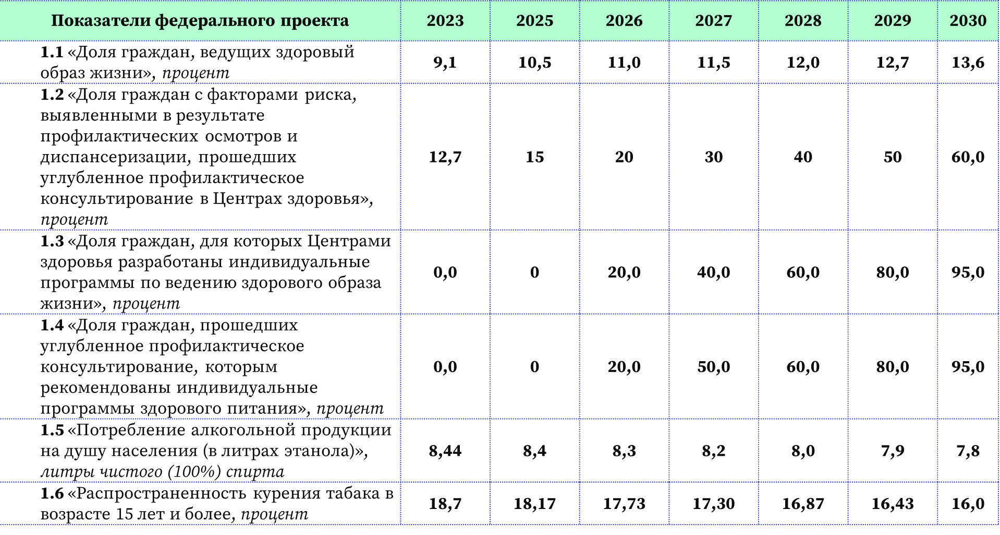 Показатели федерального проекта 2023 2025 2026 2027 2028 2029 2030
1.1 «Доля граждан, ведущих здоровый
образ жизни», процент
9,1 10,5 11,0 11,5 12,0 12,7 13,6
1.2 «Доля граждан с факторами риска,
выявленными в результате
профилактических осмотров и
диспансеризации, прошедших
углубленное профилактическое
консультирование в Центрах здоровья»,
процент
12,7 15 20 30 40 50 60,0
1.3 «Доля граждан, для которых Центрами
здоровья разработаны индивидуальные
программы по ведению здорового образа
жизни», процент
0,0 0 20,0 40,0 60,0 80,0 95,0
1.4 «Доля граждан, прошедших
углубленное профилактическое
консультирование, которым
рекомендованы индивидуальные
программы здорового питания», процент
0,0 0 20,0 50,0 60,0 80,0 95,0
1.5 «Потребление алкогольной продукции
на душу населения (в литрах этанола)»,
литры чистого (100%) спирта
8,44 8,4 8,3 8,2 8,0 7,9 7,8
1.6 «Распространенность курения табака в
возрасте 15 лет и более, процент
18,7 18,17 17,73 17,30 16,87 16,43 16,0